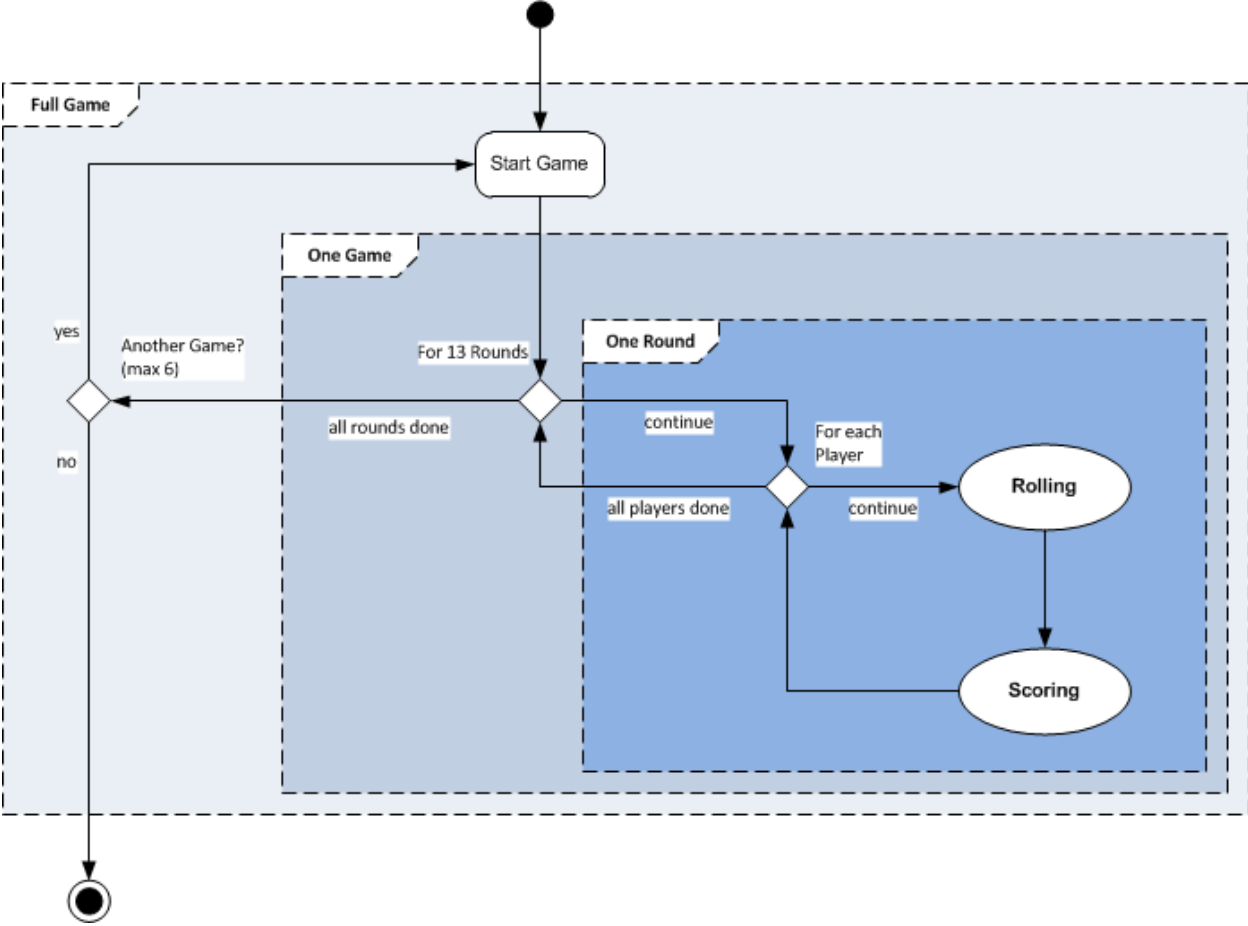 Full Game
Start Game
One Game
One Round
yes
Another Game?
(max 6)
For 13 Rounds
all rounds done
continue
For each
Player
no
Rolling
all players done
continue
Scoring